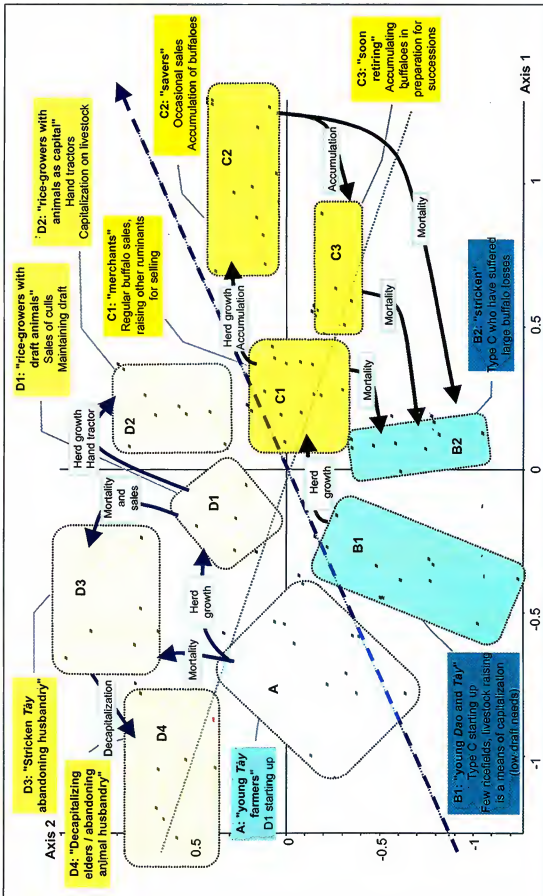 D1: "rice-growers with
draft animals"
Sales of culls
Maintaining draft
D2: "rice-growers with
animals as capital"
Hand tractors
Capitalization on livestock
C1: "merchants"
Regular buffalo sales,
raising other ruminants
for selling
C2: "savers"
Occasional sales
Accumulation of buffaloes
C3: "soon
retiring"
Accumulating
buffaloes in
preparation for
successions
D3: "Stricken Táy
abandoning husbandry"
D4: "Decapitalizing
elders / abandoning
animal husbandry"
A: "young Táy
farmers"
D1 starting up
B1: "young Dao and Tày"
Type C starting up
Few ricefields, livestock raising
is a means of capitalization
(low draft needs)
B2: "stricken"
Type C who have suffered
large buffalo losses
Axis 2
Axis 1
1
0.5
0
-0.5
-1
-1
-0.5
0
0.5
1
D3
D4
D2
D1
A
B1
B2
C1
C2
C3
Herd growth
Hand tractor
Mortality
and
sales
Mortality
Decapitalization
Herd
growth
Herd
growth
Herd growth
Accumulation
Accumulation
Mortality
Mortality
Mortality